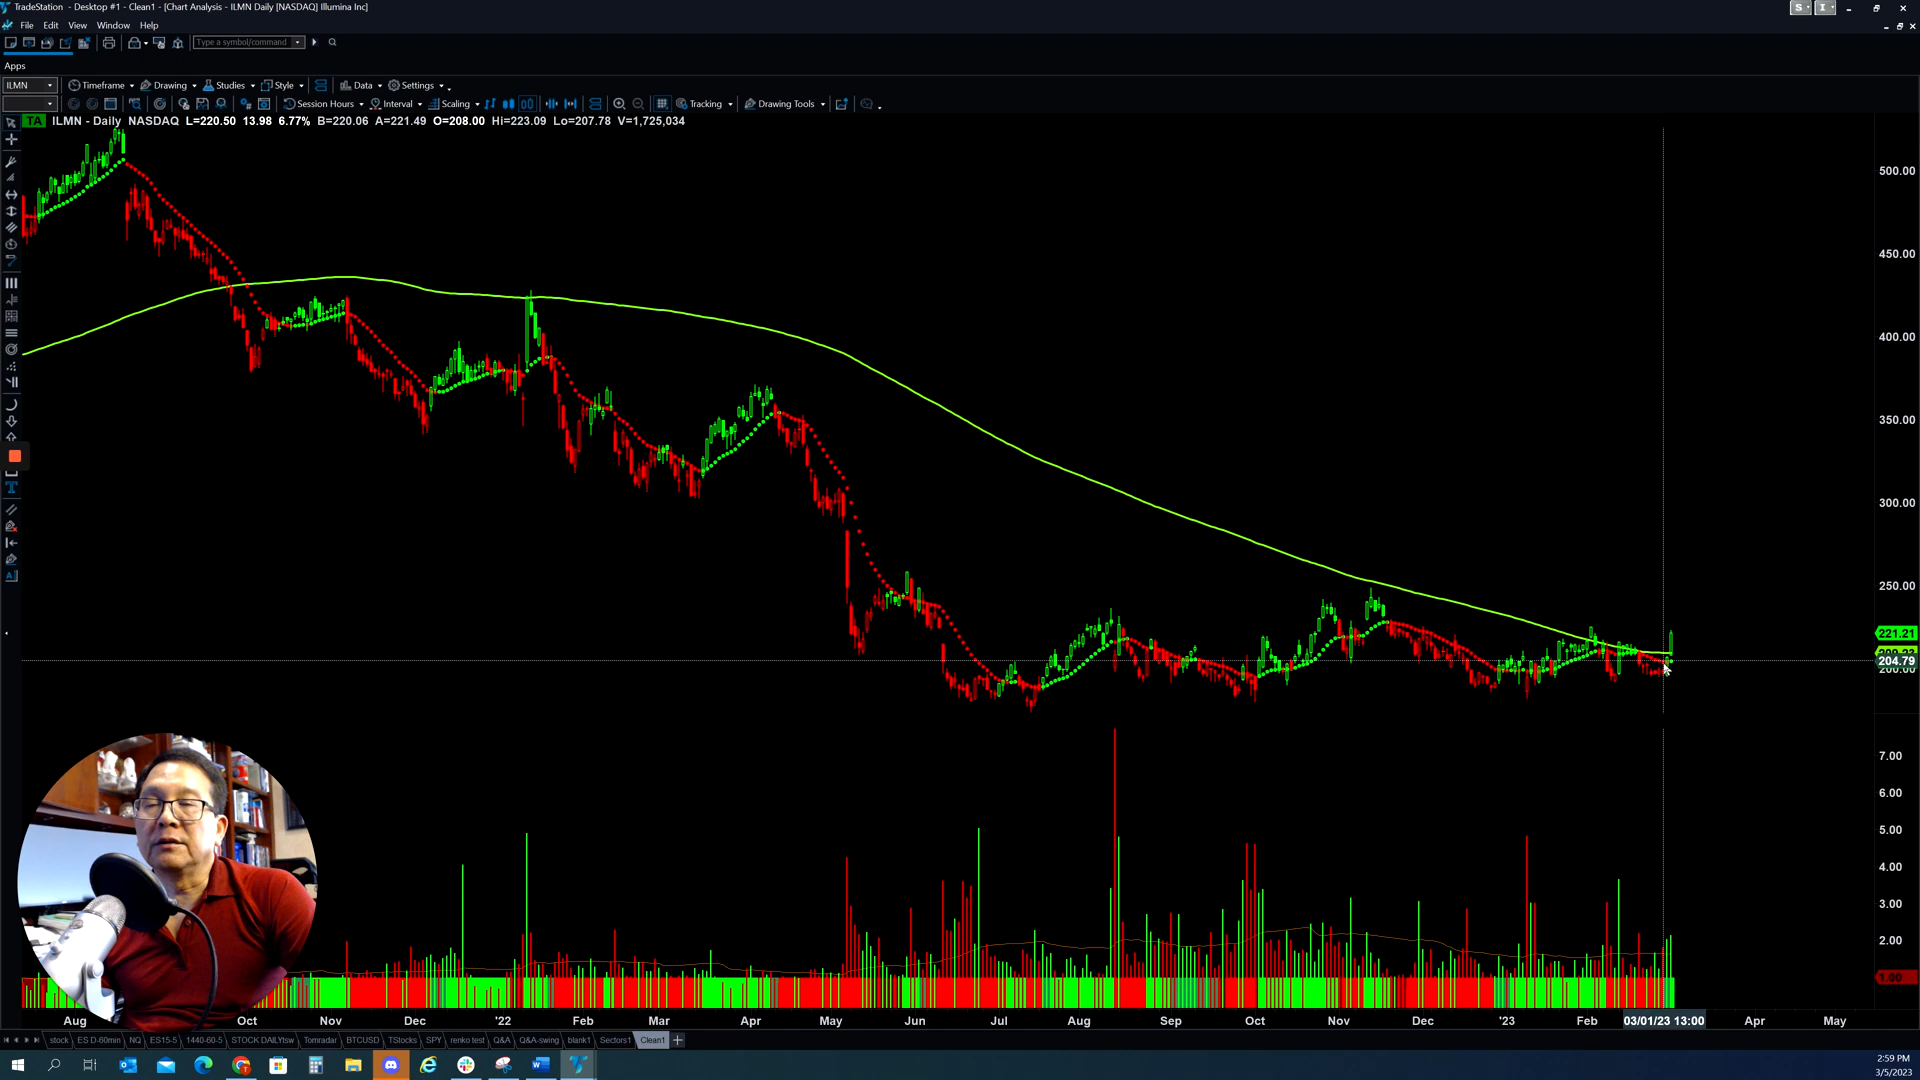 TradeStation - Desktop #1 - Clean1 - [Chart Analysis - ILMN Daily [NASDAQ] Illumina Inc]
S I
File Edit View Window Help
Type a symbol/command
Apps
ILMN Timeframe Drawing Studies Style Data Settings
Session Hours Interval Scaling Tracking Drawing Tools
TA ILMN - Daily NASDAQ L=220.50 13.98 6.77% B=220.06 A=221.49 O=208.00 Hi=223.09 Lo=207.78 V=1,725,034
500.00
450.00
400.00
350.00
300.00
250.00
221.21
204.79
200.00
7.00
6.00
5.00
4.00
3.00
2.00
1.00
Aug Oct Nov Dec '22 Feb Mar Apr May Jun Jul Aug Sep Oct Nov Dec '23 Feb 03/01/23 13:00 Apr May
stock ES D-60min NQ ES15-5 1440-60-5 STOCK DAILYtsw Tomradar BTCUSD TStocks SPY renko test Q&A Q&A-swing blank1 Sectors1 Clean1
2:59 PM
3/5/2023